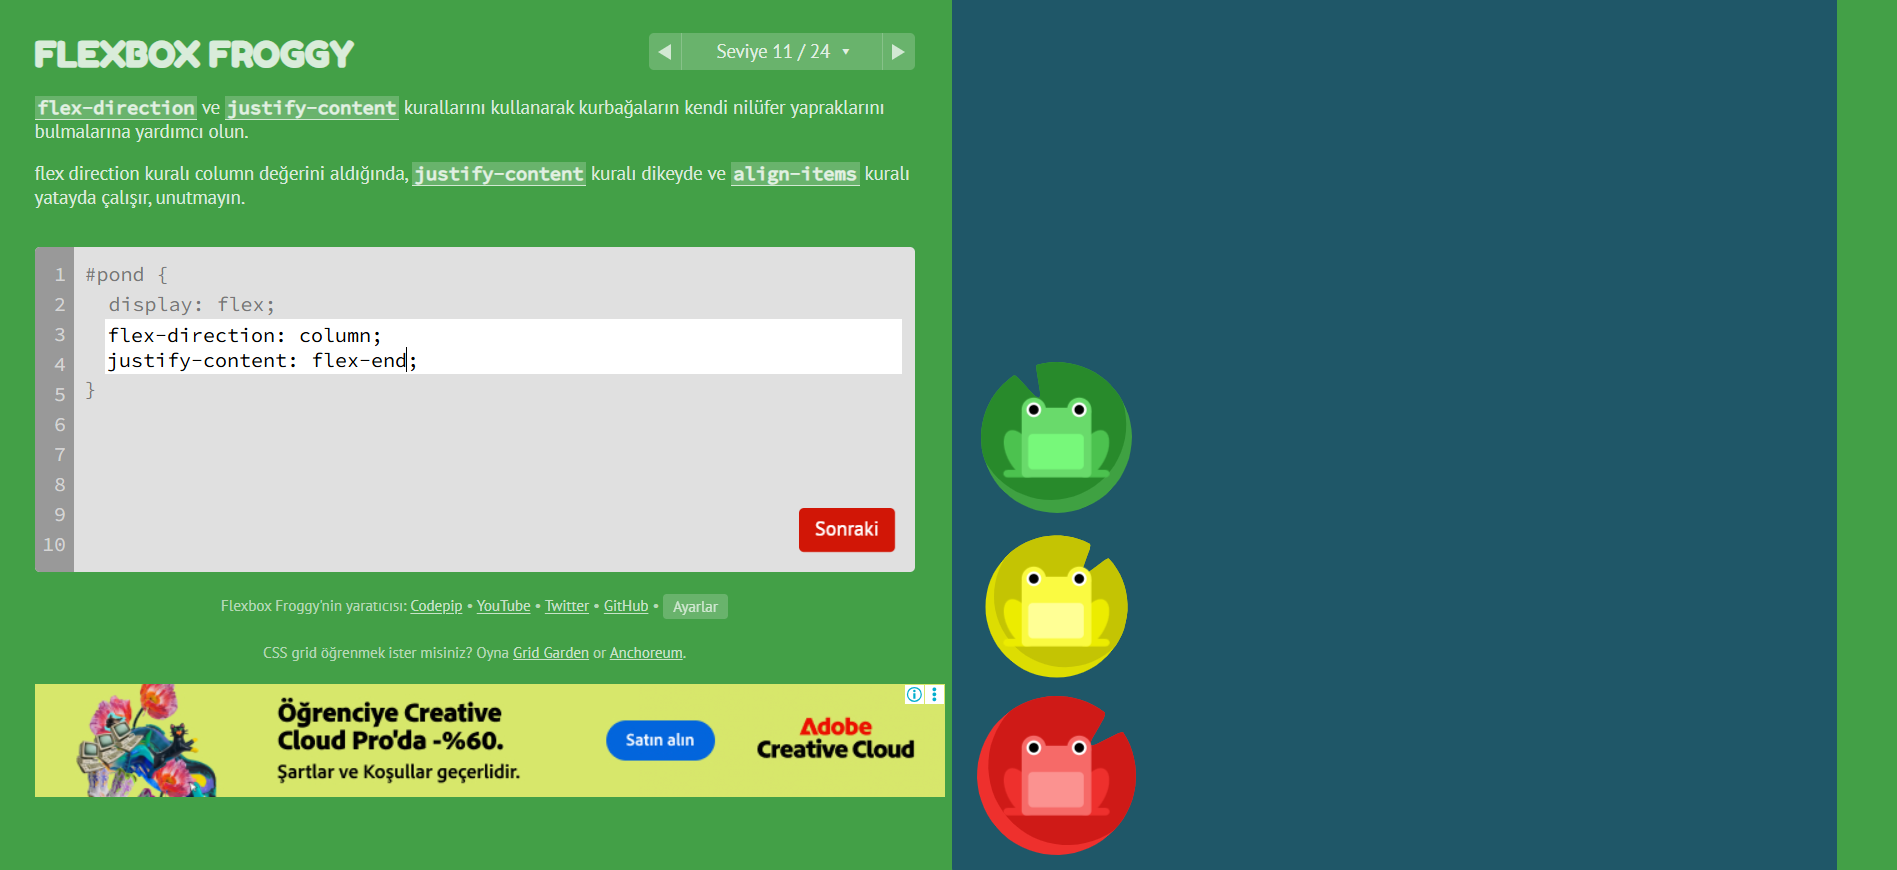 FLEXBOX FROGGY
Seviye 11 / 24
flex-direction ve justify-content kurallarını kullanarak kurbağaların kendi nilüfer yapraklarını
bulmalarına yardımcı olun.
flex direction kuralı column değerini aldığında, justify-content kuralı dikeyde ve align-items kuralı
yatayda çalışır, unutmayın.
1 #pond {
2 display: flex;
3 flex-direction: column;
4 justify-content: flex-end;
5 }
6
7
8
9
10
Sonraki
Flexbox Froggy'nin yaratıcısı: Codepip • YouTube • Twitter • GitHub • Ayarlar
CSS grid öğrenmek ister misiniz? Oyna Grid Garden or Anchoreum.
Öğrenciye Creative
Cloud Pro'da -%60.
Şartlar ve Koşullar geçerlidir.
Satın alın
Adobe
Creative Cloud